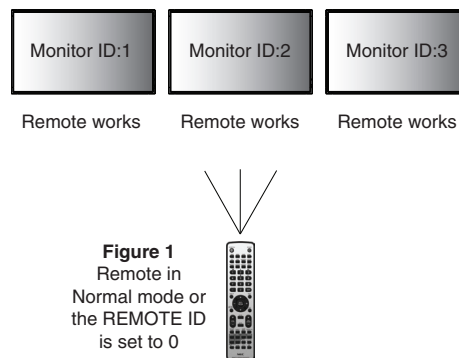 Monitor ID:1
Monitor ID:2
Monitor ID:3
Remote works
Remote works
Remote works
Figure 1
Remote in
Normal mode or
the REMOTE ID
is set to 0